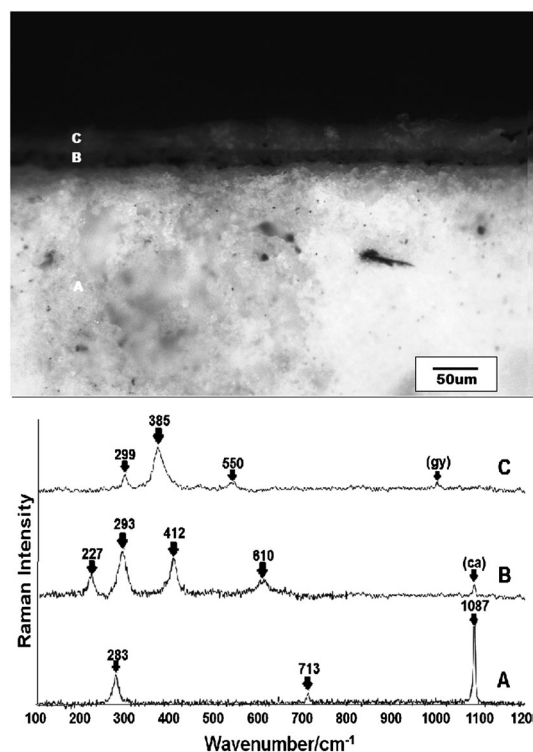 C
B
A
50um
385
299
550
(gy)
C
227
293
412
610
(ca)
B
1087
283
713
A
Raman Intensity
100 200 300 400 500 600 700 800 900 1000 1100 120
Wavenumber/cm-1